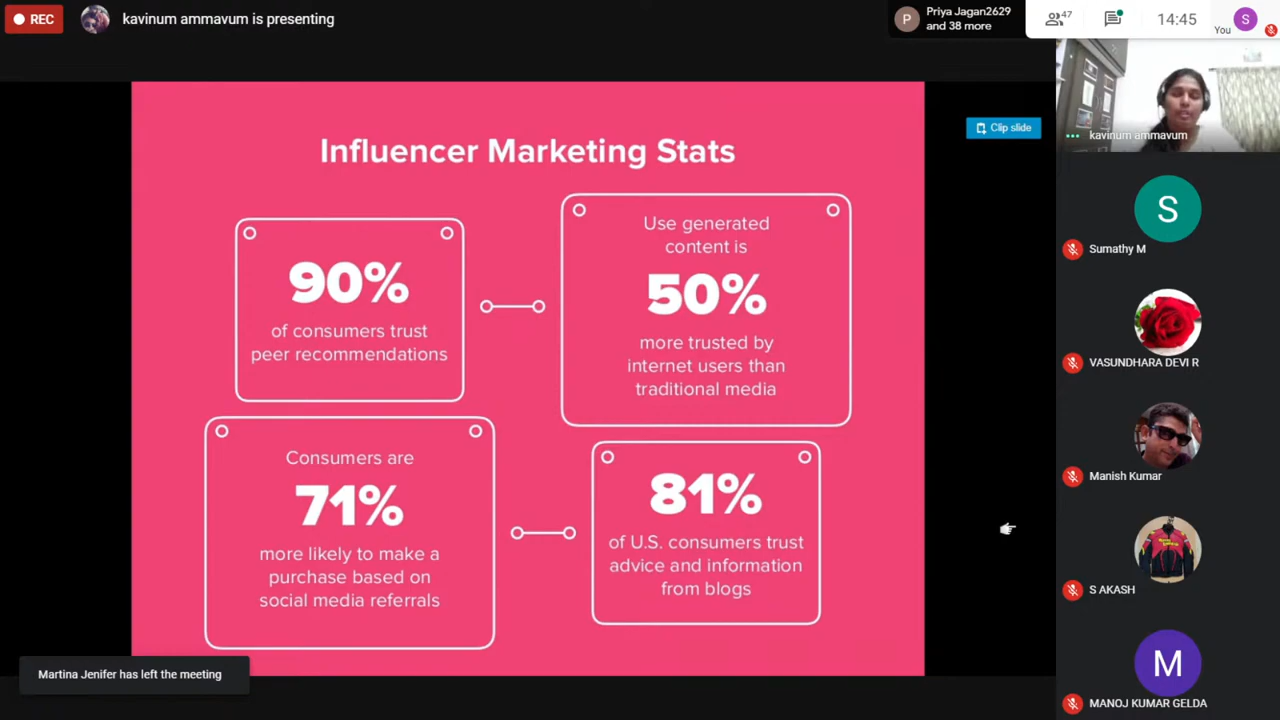 REC
kavinum ammavum is presenting
P
Priya Jagan2629
and 38 more
47
14:45
You
S
Clip slide
kavinum ammavum
Influencer Marketing Stats
90%
of consumers trust
peer recommendations
Use generated
content is
50%
more trusted by
internet users than
traditional media
Consumers are
71%
more likely to make a
purchase based on
social media referrals
81%
of U.S. consumers trust
advice and information
from blogs
S
Sumathy M
VASUNDHARA DEVI R
Manish Kumar
S AKASH
M
MANOJ KUMAR GELDA
Martina Jenifer has left the meeting